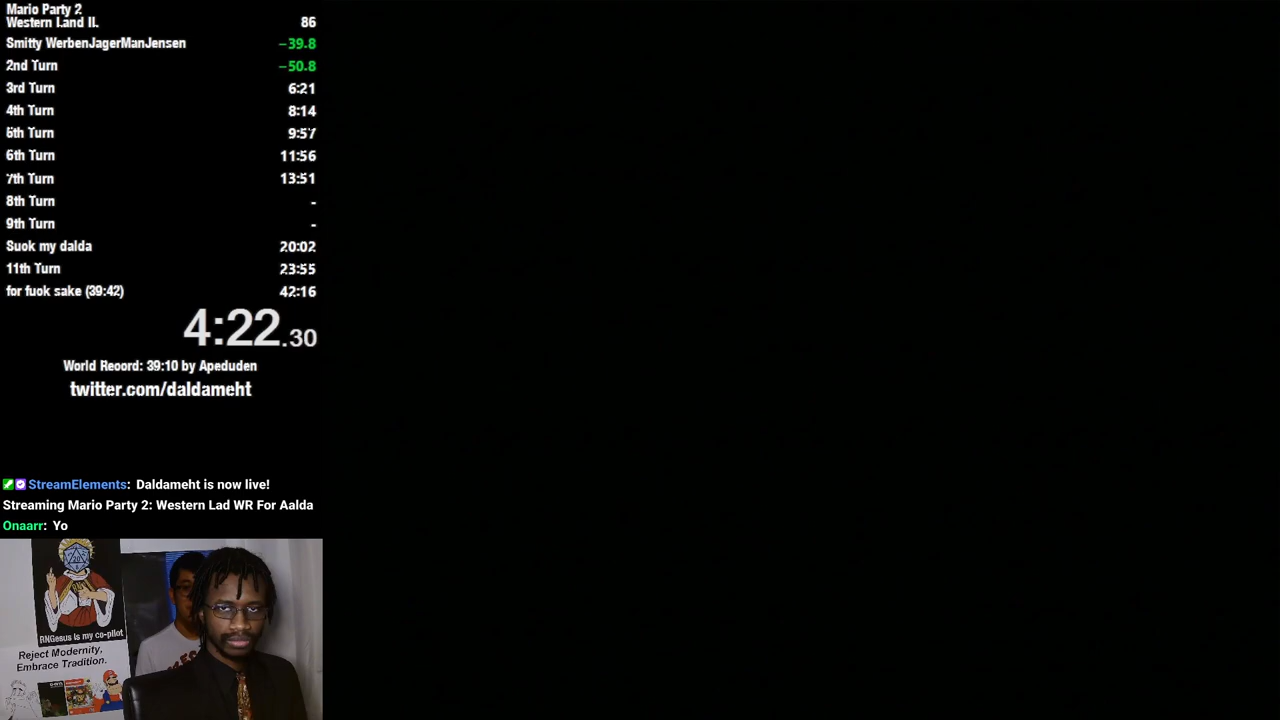 Mario Party 2
Western Land IL
86
Smitty WerbenJagerManJensen -39.8
2nd Turn -50.8
3rd Turn 6:21
4th Turn 8:14
5th Turn 9:57
6th Turn 11:56
7th Turn 13:51
8th Turn -
9th Turn -
Suck my dalda 20:02
11th Turn 23:55
for fuck sake (39:42) 42:16
4:22.30
World Record: 39:10 by Apeduden
twitter.com/daldameht
StreamElements: Daldameht is now live!
Streaming Mario Party 2: Western Lad WR For Aalda
Onaarr: Yo
RNGesus is my co-pilot
Reject Modernity,
Embrace Tradition.